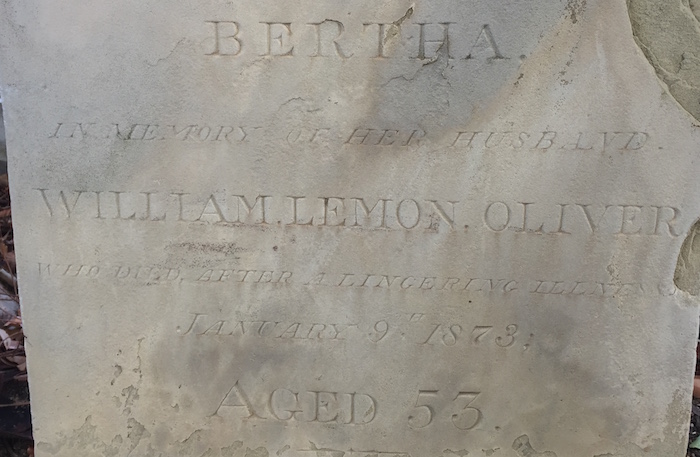 BERTHA.
IN MEMORY OF HER HUSBAND.
WILLIAM. LEMON. OLIVER
WHO DIED, AFTER A LINGERING ILLNESS
JANUARY 9TH 1873;
AGED 53.